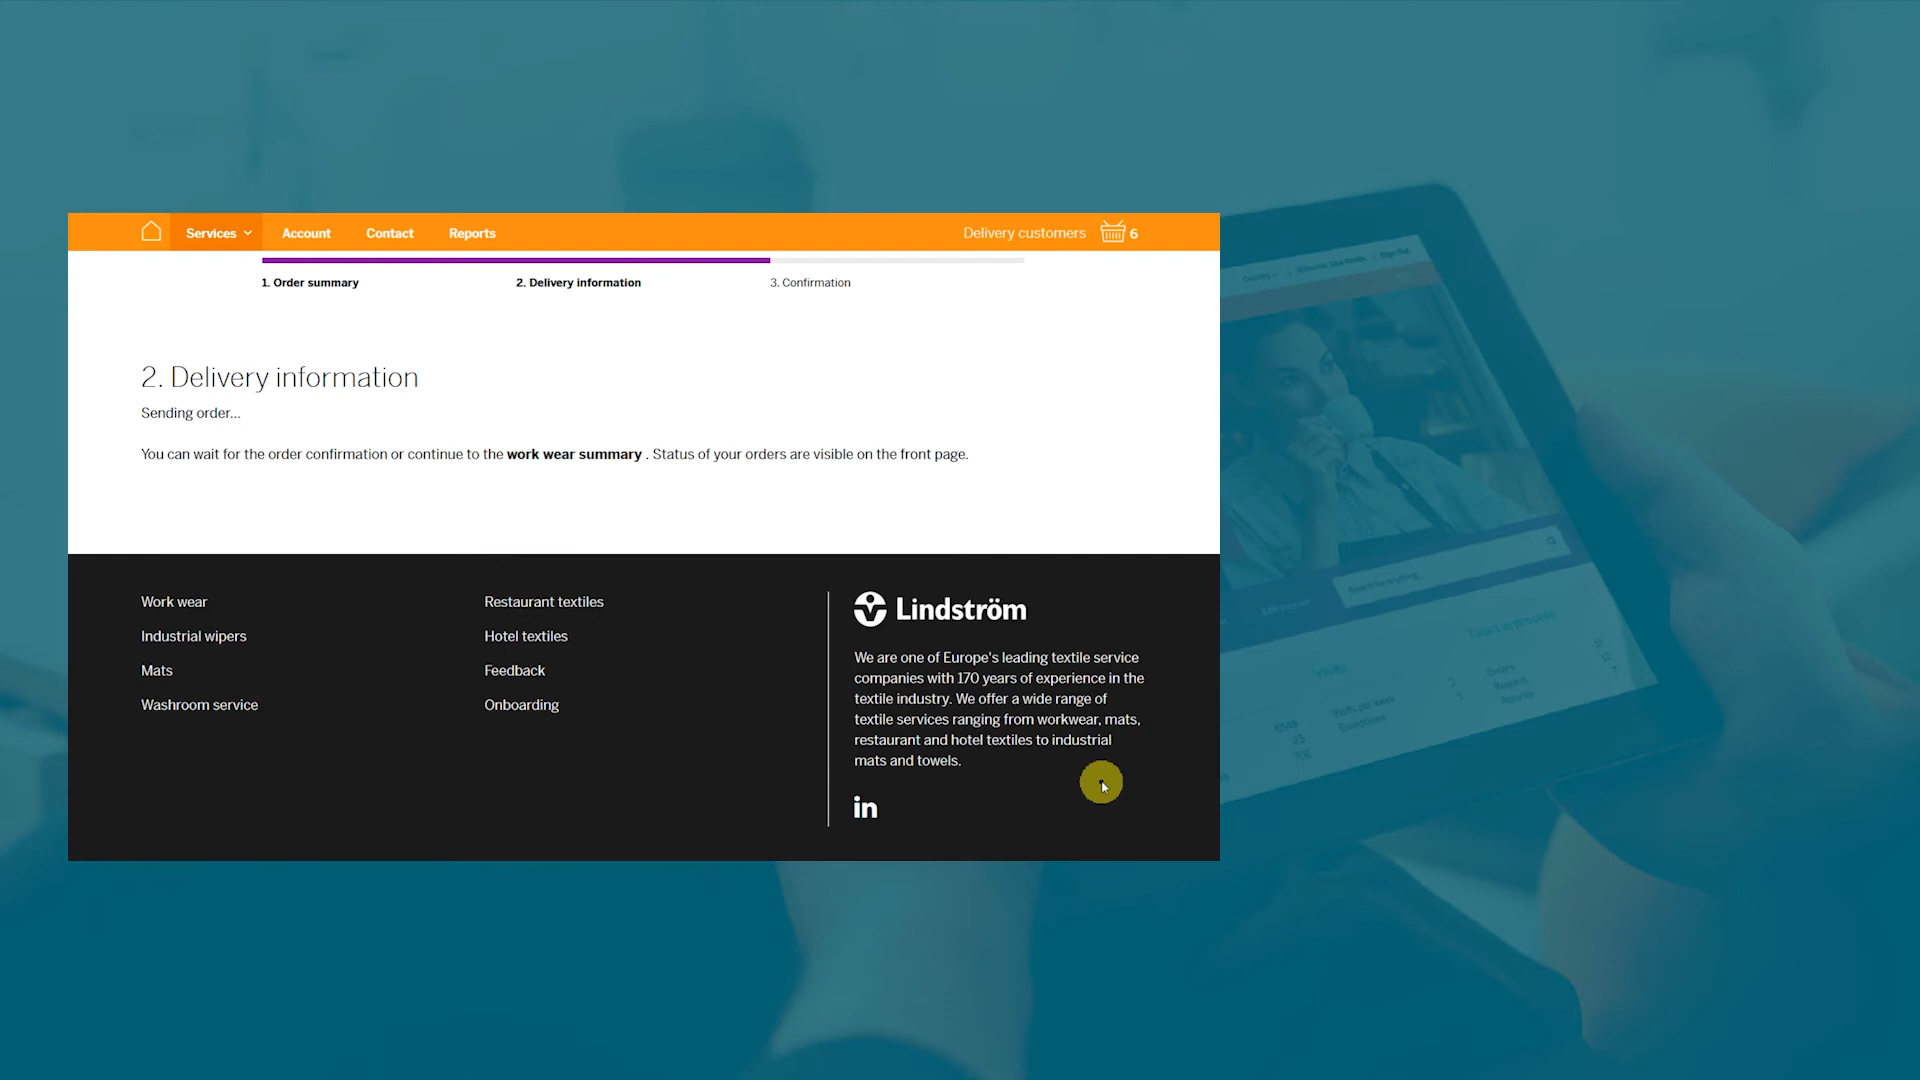 Services
Account
Contact
Reports
Delivery customers
6
1. Order summary
2. Delivery information
3. Confirmation
2. Delivery information
Sending order...
You can wait for the order confirmation or continue to the work wear summary . Status of your orders are visible on the front page.
Work wear
Industrial wipers
Mats
Washroom service
Restaurant textiles
Hotel textiles
Feedback
Onboarding
Lindström
We are one of Europe's leading textile service
companies with 170 years of experience in the
textile industry. We offer a wide range of
textile services ranging from workwear, mats,
restaurant and hotel textiles to industrial
mats and towels.
in
Visits
Tasks in process
Orders